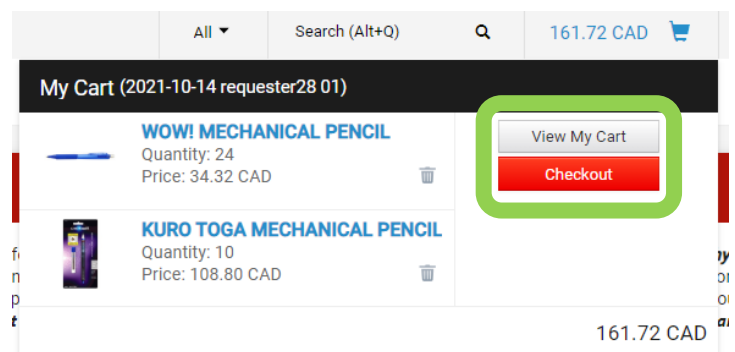 All Search (Alt+Q) 161.72 CAD
My Cart (2021-10-14 requester28 01)
WOW! MECHANICAL PENCIL
Quantity: 24
Price: 34.32 CAD
View My Cart
Checkout
KURO TOGA MECHANICAL PENCIL
Quantity: 10
Price: 108.80 CAD
161.72 CAD